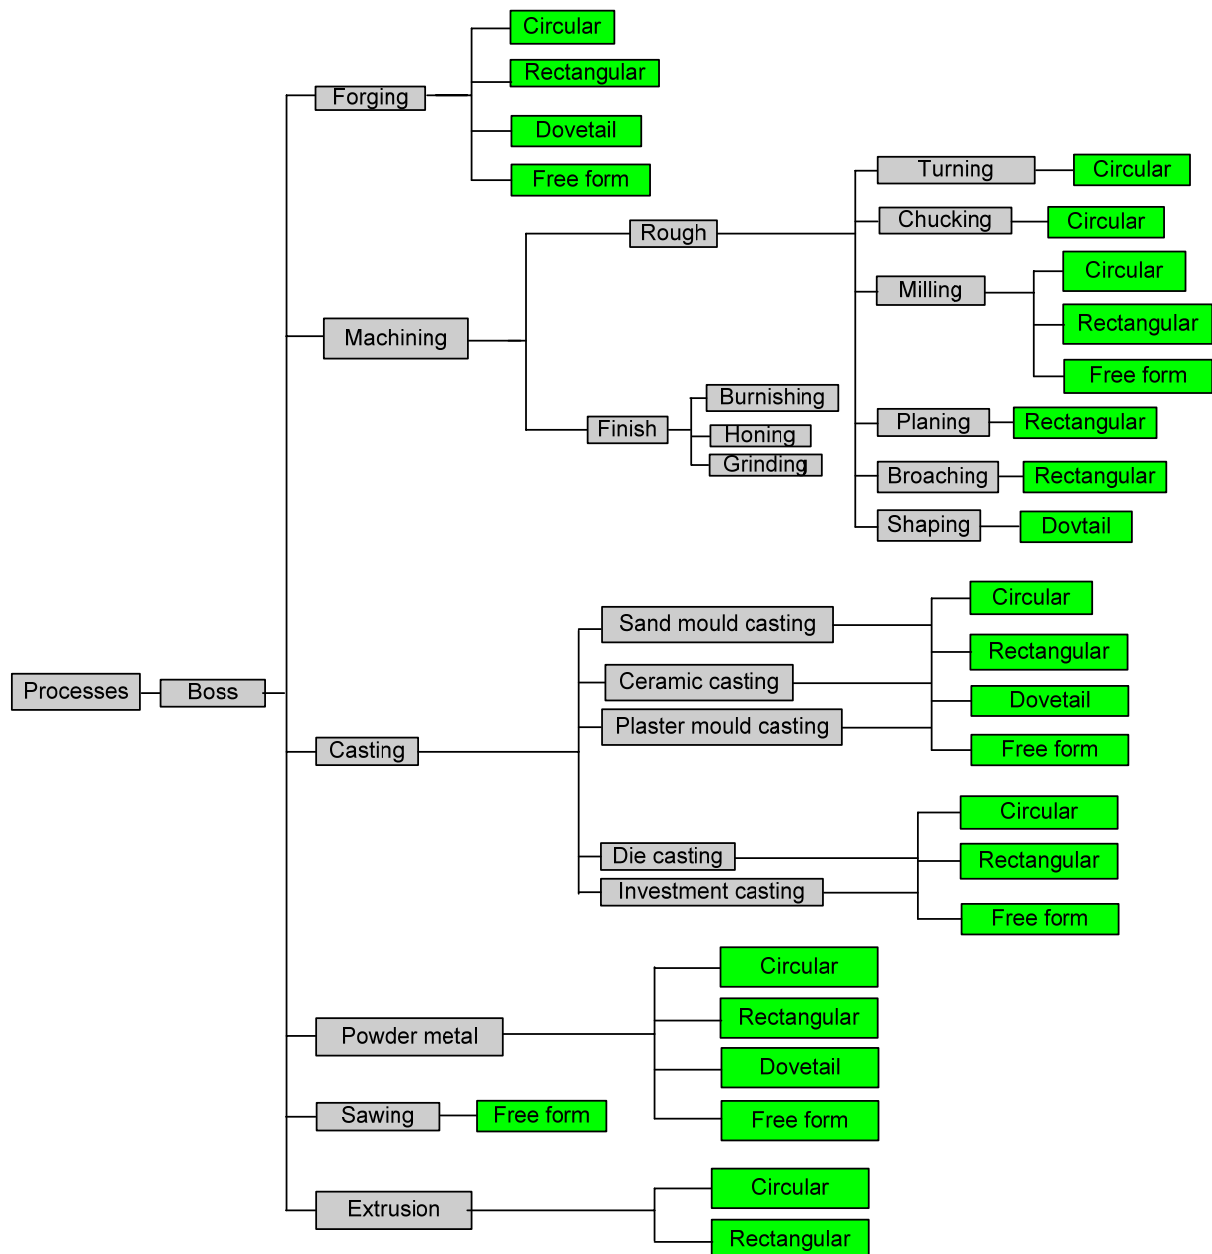 Circular
Rectangular
Forging
Dovetail
Free form
Turning
Circular
Chucking
Circular
Rough
Circular
Milling
Rectangular
Free form
Machining
Burnishing
Finish
Honing
Grinding
Planing
Rectangular
Broaching
Rectangular
Shaping
Dovtail
Processes
Boss
Casting
Sand mould casting
Ceramic casting
Plaster mould casting
Circular
Rectangular
Dovetail
Free form
Die casting
Investment casting
Circular
Rectangular
Free form
Powder metal
Circular
Rectangular
Dovetail
Free form
Sawing
Free form
Extrusion
Circular
Rectangular